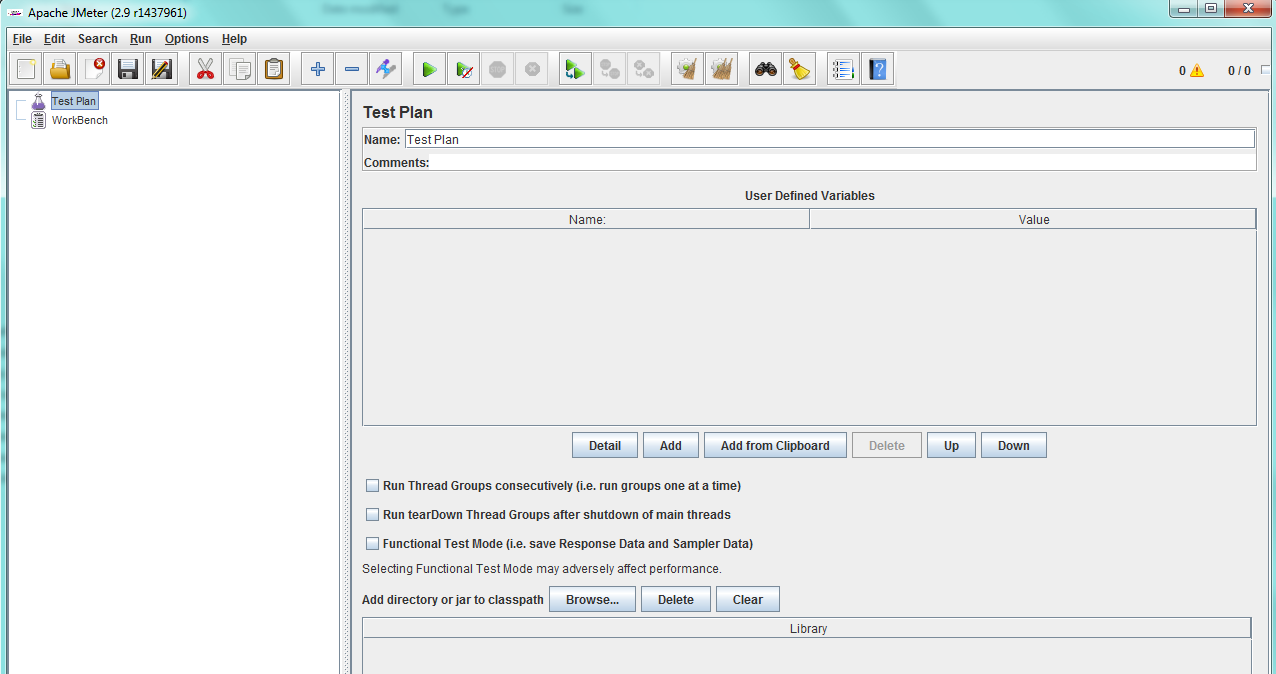 Apache JMeter (2.9 r1437961)
File Edit Search Run Options Help
0 0 / 0
Test Plan
WorkBench
Test Plan
Name: Test Plan
Comments:
User Defined Variables
Name: Value
Detail Add Add from Clipboard Delete Up Down
Run Thread Groups consecutively (i.e. run groups one at a time)
Run tearDown Thread Groups after shutdown of main threads
Functional Test Mode (i.e. save Response Data and Sampler Data)
Selecting Functional Test Mode may adversely affect performance.
Add directory or jar to classpath Browse... Delete Clear
Library